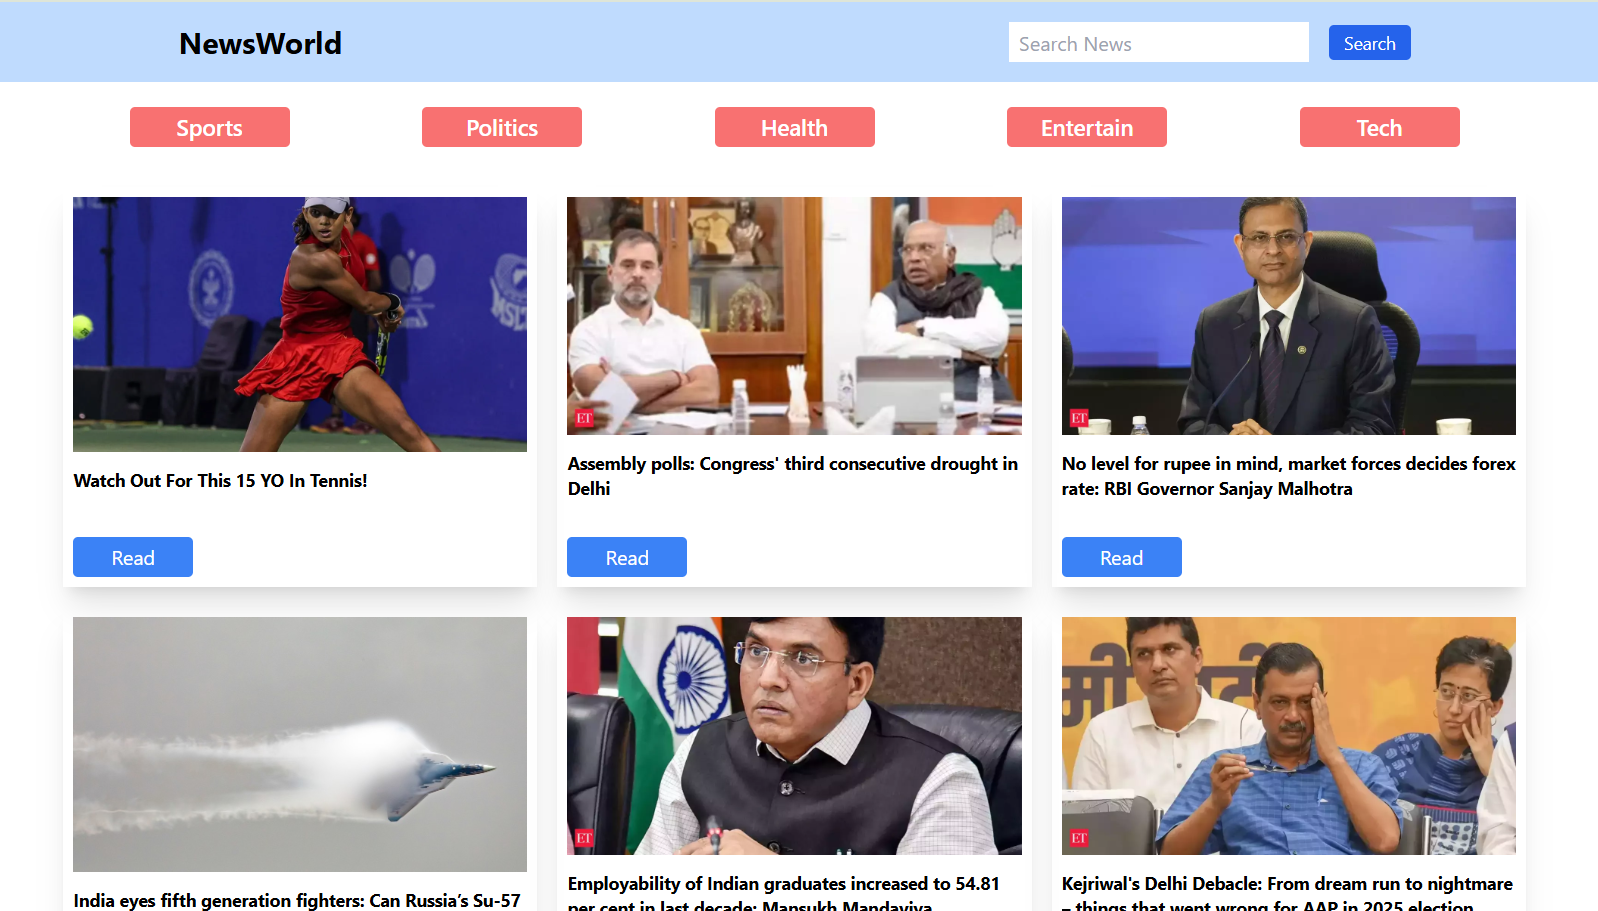 NewsWorld
Search News
Search
Sports
Politics
Health
Entertain
Tech
MSLT
ET
ET
Watch Out For This 15 YO In Tennis!
Assembly polls: Congress' third consecutive drought in
Delhi
No level for rupee in mind, market forces decides forex
rate: RBI Governor Sanjay Malhotra
Read
Read
Read
ET
ET
India eyes fifth generation fighters: Can Russia's Su-57
Employability of Indian graduates increased to 54.81
per cent in last decade: Mansukh Mandaviya
Kejriwal's Delhi Debacle: From dream run to nightmare
– things that went wrong for AAP in 2025 election